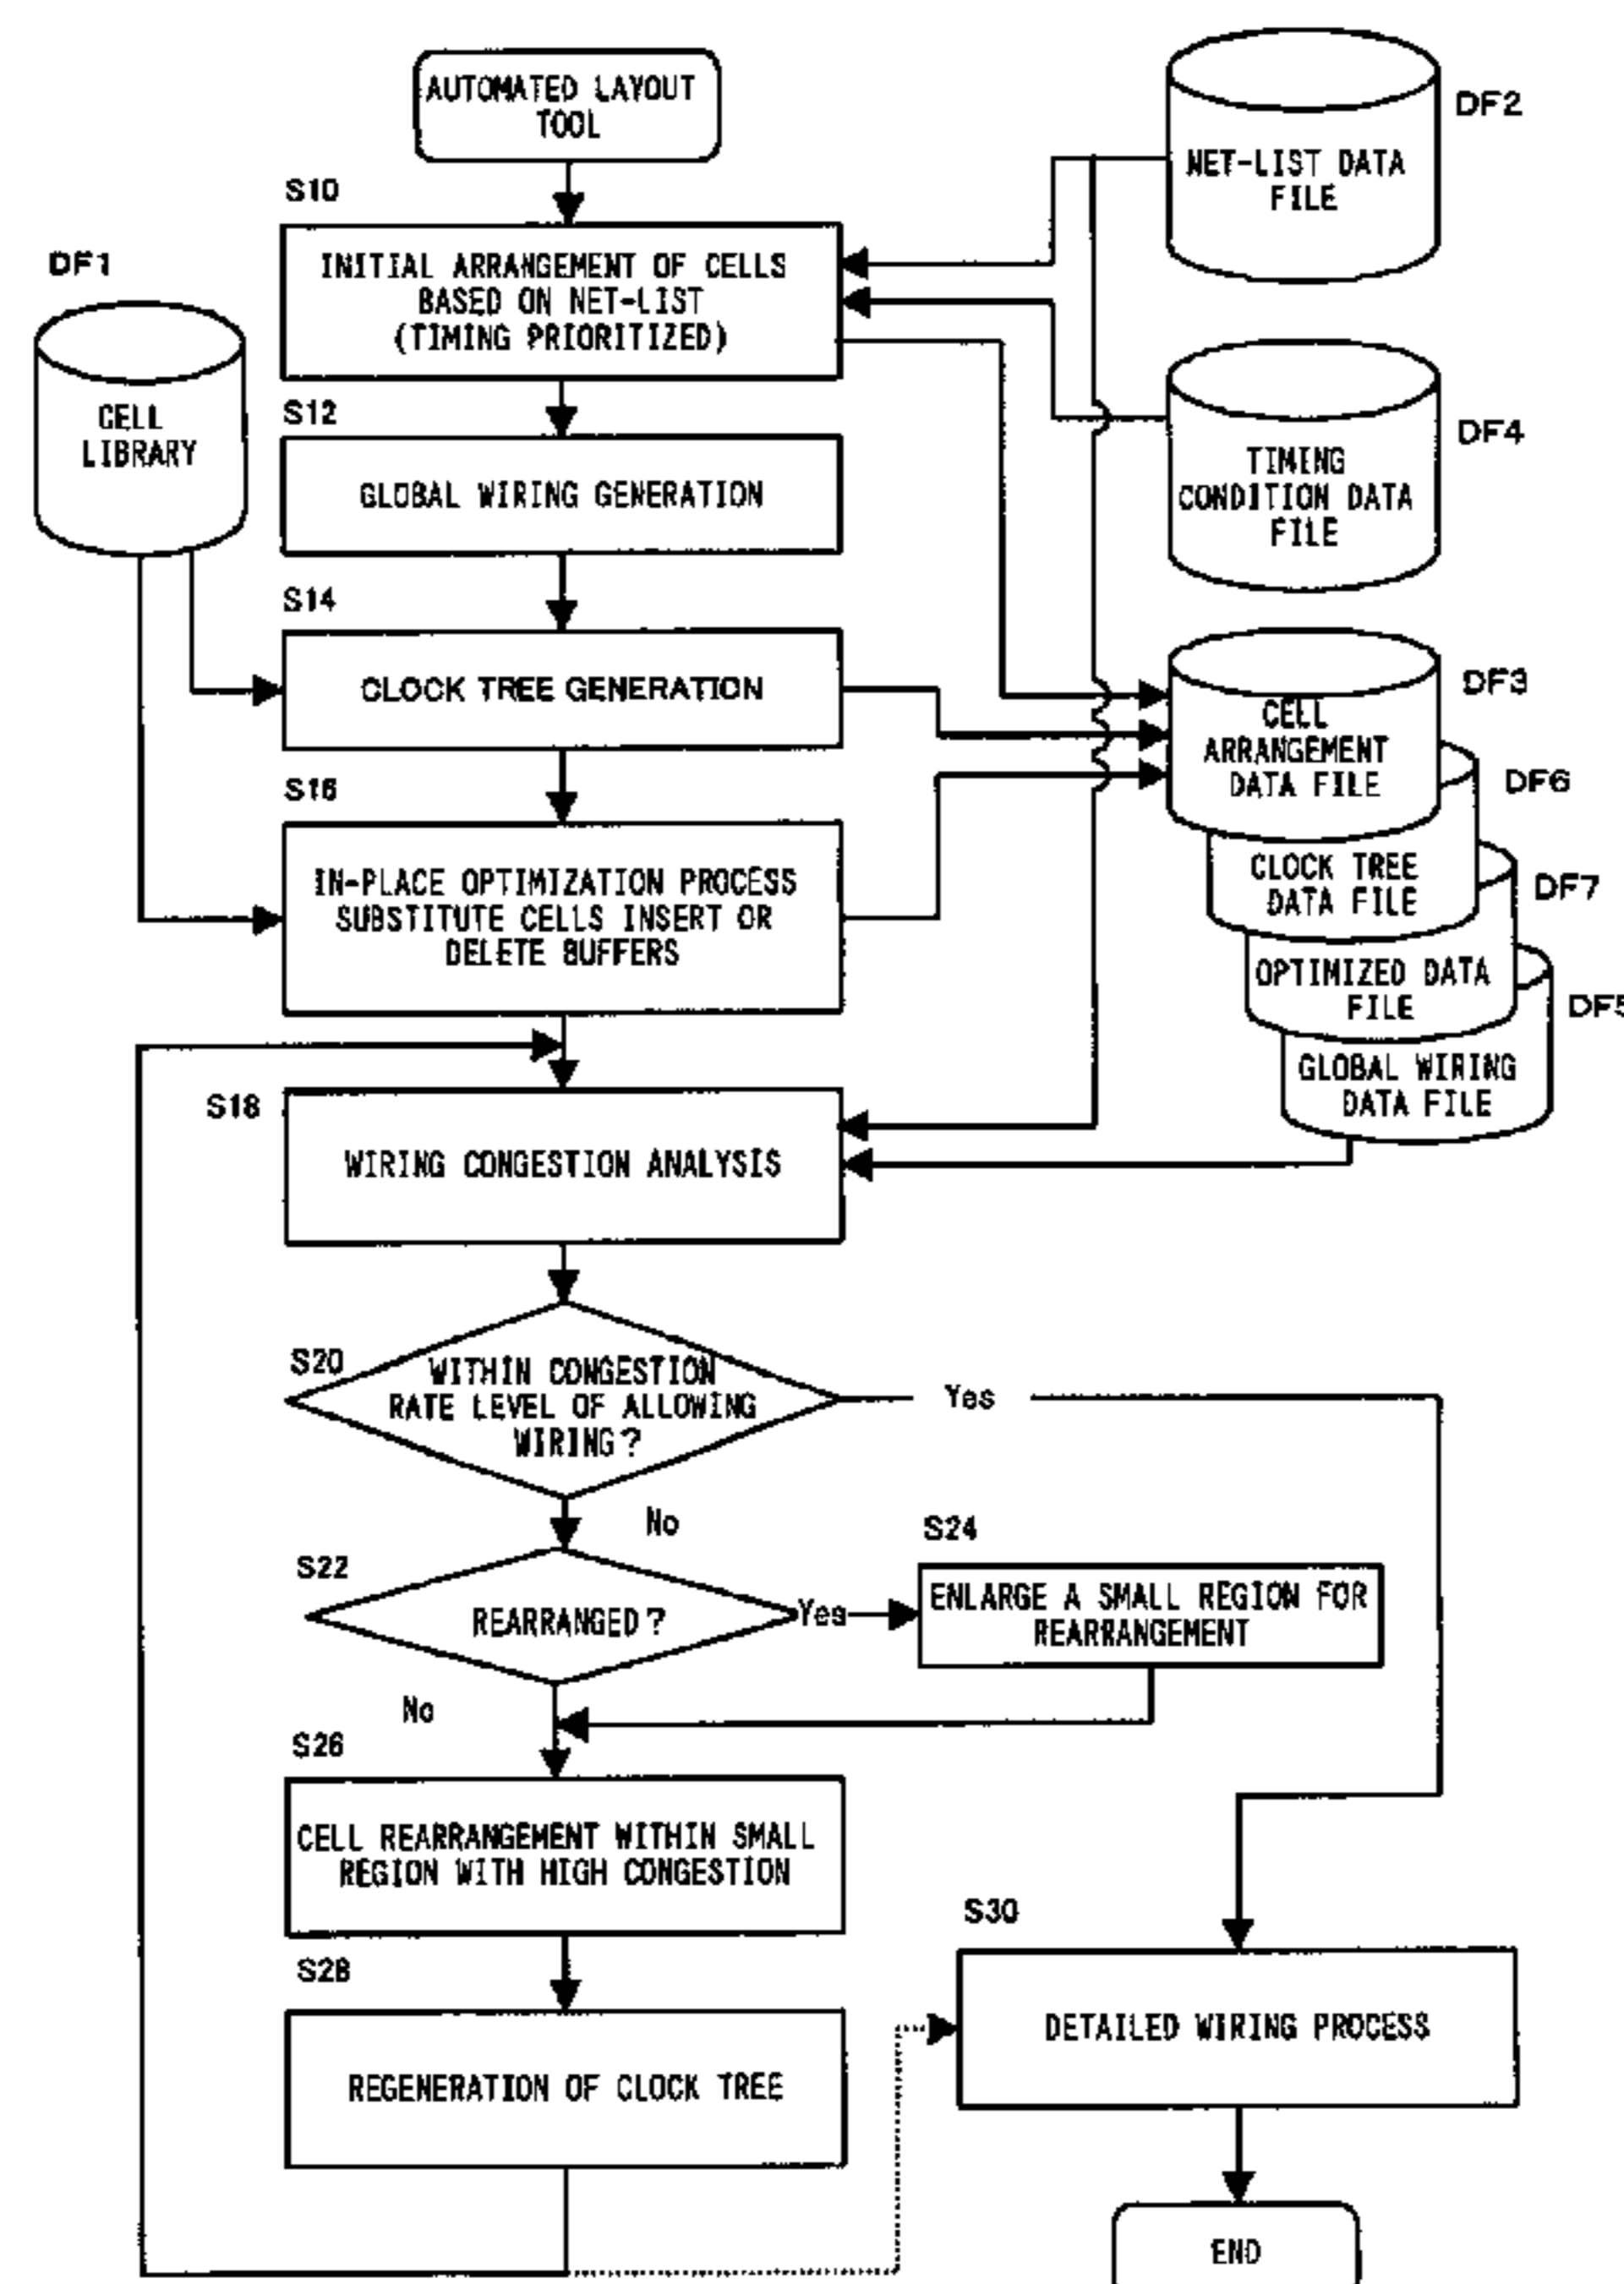 AUTOMATED LAYOUT
TOOL
DF2
NET-LIST DATA
FILE
S10
INITIAL ARRANGEMENT OF CELLS
BASED ON NET-LIST
(TIMING PRIORITIZED)
DF1
CELL
LIBRARY
S12
GLOBAL WIRING GENERATION
DF4
TIMING
CONDITION DATA
FILE
S14
CLOCK TREE GENERATION
DF3
CELL
ARRANGEMENT
DATA FILE
S16
IN-PLACE OPTIMIZATION PROCESS
SUBSTITUTE CELLS INSERT OR
DELETE BUFFERS
DF6
CLOCK TREE
DATA FILE
DF7
OPTIMIZED DATA
FILE
DF5
GLOBAL WIRING
DATA FILE
S18
WIRING CONGESTION ANALYSIS
S20
WITHIN CONGESTION
RATE LEVEL OF ALLOWING
WIRING?
Yes
No
S22
REARRANGED?
Yes
S24
ENLARGE A SMALL REGION FOR
REARRANGEMENT
No
S26
CELL REARRANGEMENT WITHIN SMALL
REGION WITH HIGH CONGESTION
S28
REGENERATION OF CLOCK TREE
S30
DETAILED WIRING PROCESS
END